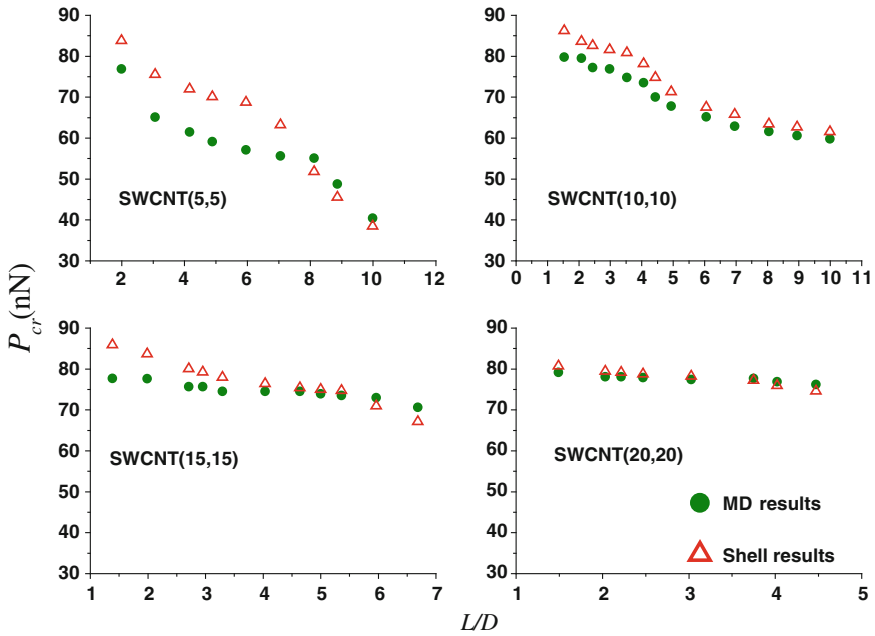 90
80
70
60
50
40
30
2 4 6 8 10 12
SWCNT(5,5)
90
80
70
60
50
40
30
0 1 2 3 4 5 6 7 8 9 10 11
SWCNT(10,10)
P_cr(nN)
90
80
70
60
50
40
30
1 2 3 4 5 6 7
SWCNT(15,15)
90
80
70
60
50
40
30
1 2 3 4 5
SWCNT(20,20)
MD results
Shell results
L/D